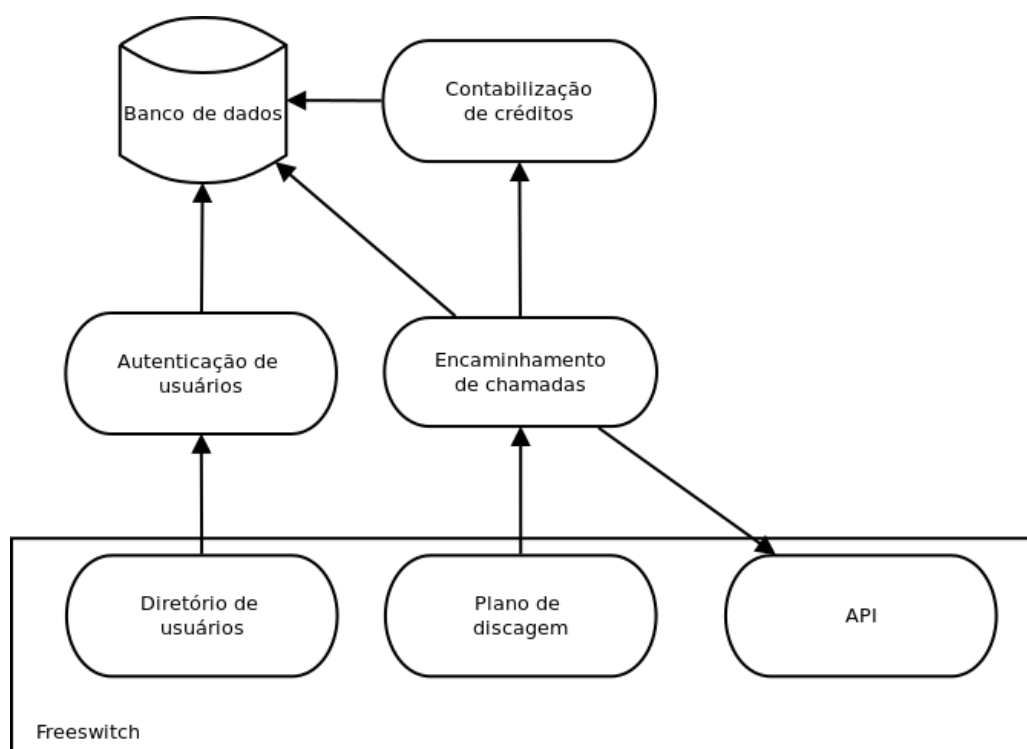 Banco de dados
Contabilização
de créditos
Autenticação de
usuários
Encaminhamento
de chamadas
Diretório de
usuários
Plano de
discagem
API
Freeswitch